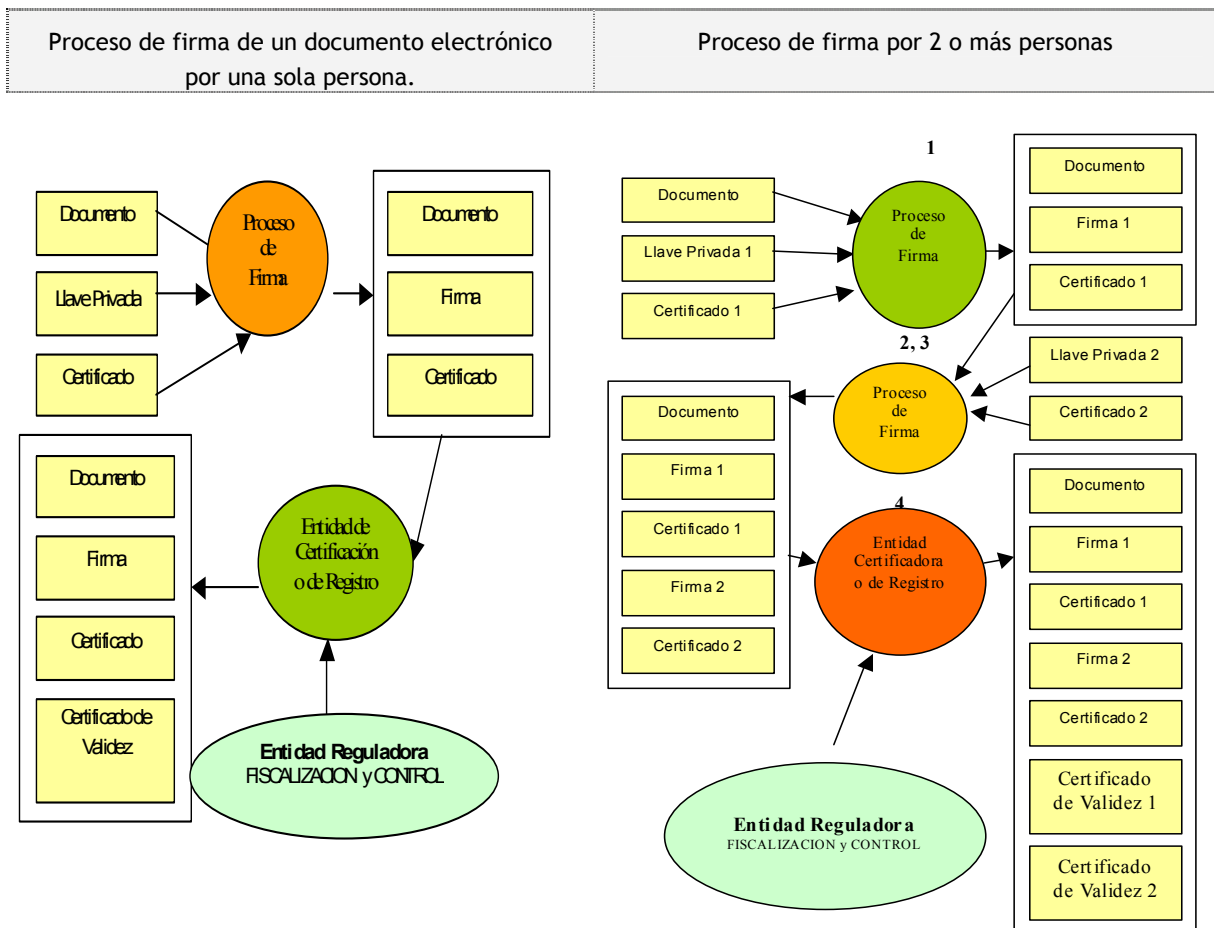 Proceso de firma de un documento electrónico
por una sola persona.
Proceso de firma por 2 o más personas
Documento
Llave Privada
Certificado
Proceso
de
Firma
Documento
Firma
Certificado
Documento
Firma
Certificado
Certificado de
Validez
Entidad de
Certificación
o de Registro
Entidad Reguladora
FISCALIZACION y CONTROL
1
Documento
Llave Privada 1
Certificado 1
Proceso
de
Firma
Documento
Firma 1
Certificado 1
2, 3
Llave Privada 2
Certificado 2
Proceso
de
Firma
Documento
Firma 1
Certificado 1
Firma 2
Certificado 2
4
Entidad
Certificadora
o de Registro
Documento
Firma 1
Certificado 1
Firma 2
Certificado 2
Certificado
de Validez 1
Certificado
de Validez 2
Entidad Reguladora
FISCALIZACION y CONTROL